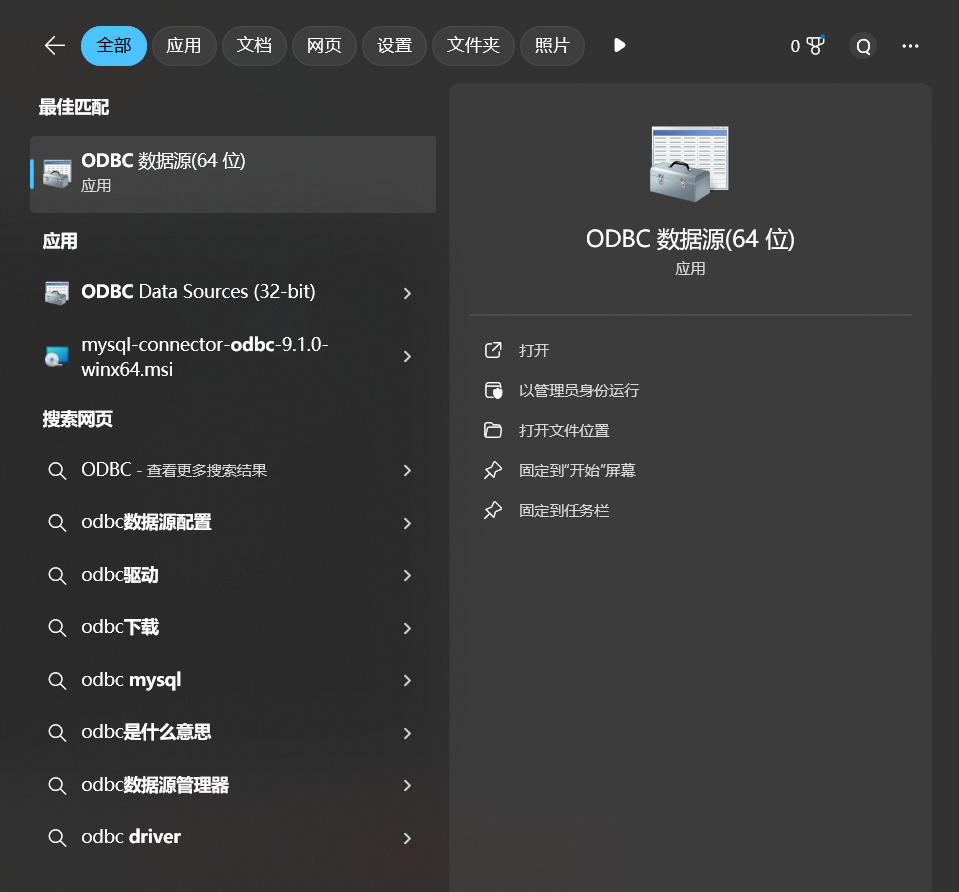 全部 应用 文档 网页 设置 文件夹 照片 0 Q
最佳匹配
ODBC 数据源(64 位)
应用
应用
ODBC Data Sources (32-bit)
mysql-connector-odbc-9.1.0-
winx64.msi
搜索网页
ODBC - 查看更多搜索结果
odbc数据源配置
odbc驱动
odbc下载
odbc mysql
odbc是什么意思
odbc数据源管理器
odbc driver
ODBC 数据源(64 位)
应用
打开
以管理员身份运行
打开文件位置
固定到"开始"屏幕
固定到任务栏